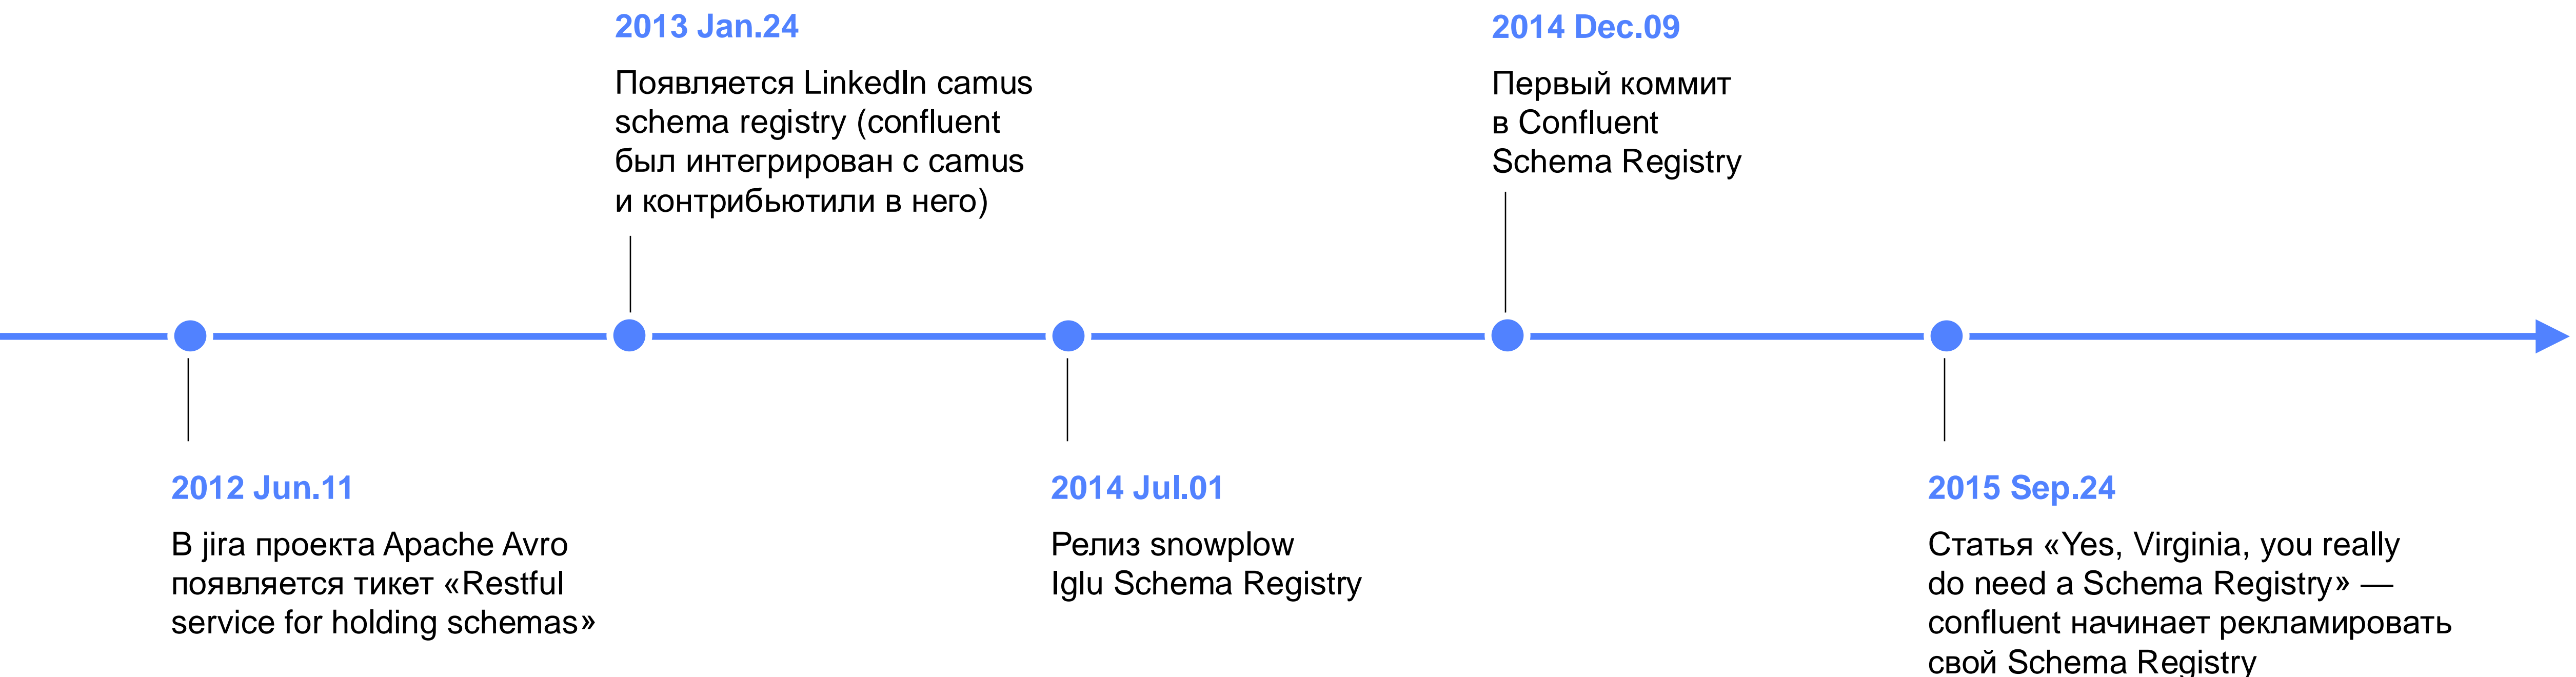 2013 Jan.24
Появляется LinkedIn camus
schema registry (confluent
был интегрирован с camus
и контрибьютили в него)
2014 Dec.09
Первый коммит
в Confluent
Schema Registry
2012 Jun.11
В jira проекта Apache Avro
появляется тикет «Restful
service for holding schemas»
2014 Jul.01
Релиз snowplow
Iglu Schema Registry
2015 Sep.24
Статья «Yes, Virginia, you really
do need a Schema Registry» —
confluent начинает рекламировать
свой Schema Registry